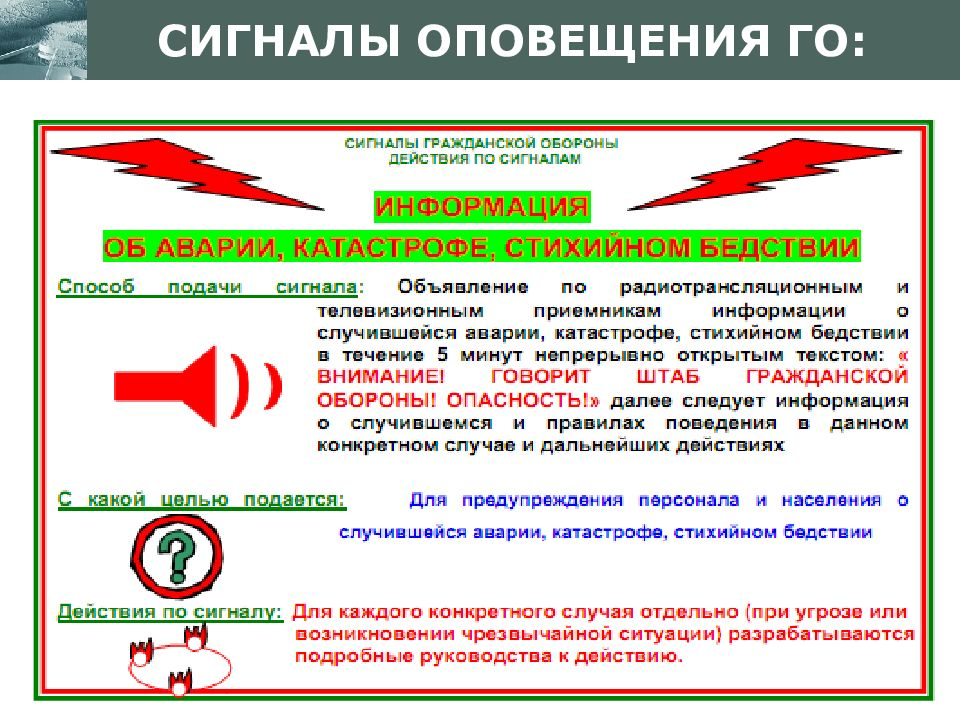 СИГНАЛЫ ОПОВЕЩЕНИЯ ГО:
СИГНАЛЫ ГРАЖДАНСКОЙ ОБОРОНЫ
ДЕЙСТВИЯ ПО СИГНАЛАМ
ИНФОРМАЦИЯ
ОБ АВАРИИ, КАТАСТРОФЕ, СТИХИЙНОМ БЕДСТВИИ
Способ подачи сигнала: Объявление по радиотрансляционным и
телевизионным приемникам информации о
случившейся аварии, катастрофе, стихийном бедствии
в течение 5 минут непрерывно открытым текстом: «
ВНИМАНИЕ! ГОВОРИТ ШТАБ ГРАЖДАНСКОЙ
ОБОРОНЫ! ОПАСНОСТЬ!» далее следует информация
о случившемся и правилах поведения в данном
конкретном случае и дальнейших действиях
С какой целью подается: Для предупреждения персонала и населения о
случившейся аварии, катастрофе, стихийном бедствии
?
Действия по сигналу: Для каждого конкретного случая отдельно (при угрозе или
возникновении чрезвычайной ситуации) разрабатываются
подробные руководства к действию.